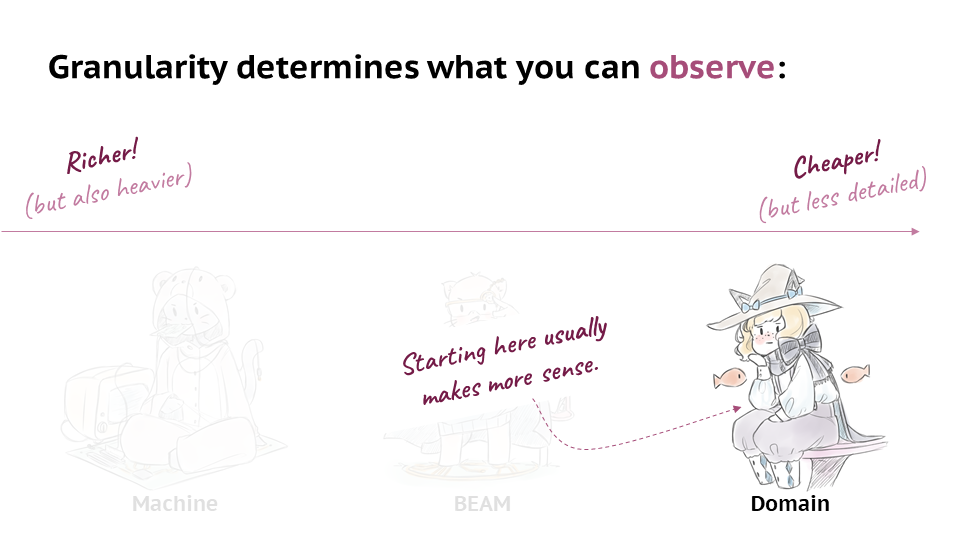 Granularity determines what you can observe:
Richer!
(but also heavier)
Cheaper!
(but less detailed)
Starting here usually
makes more sense.
Machine
BEAM
Domain